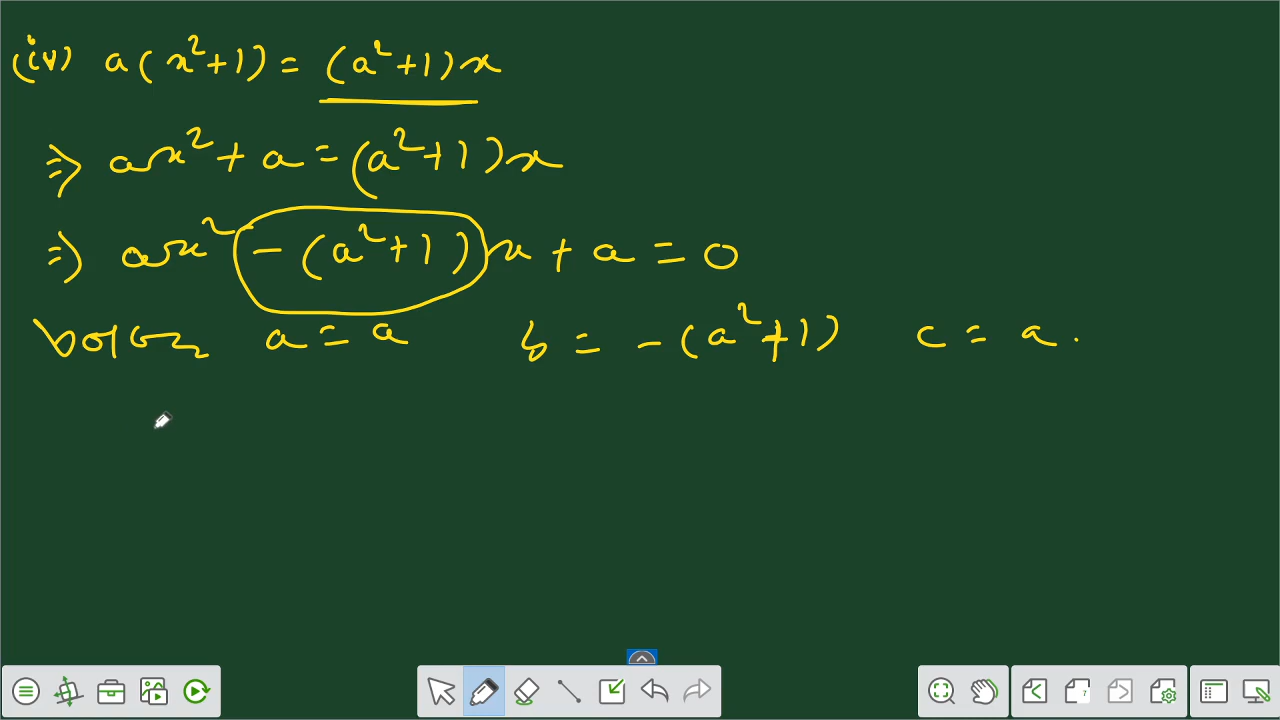 (iv) a(x²+1) = (a²+1)x
⇒ ax² + a = (a²+1)x
⇒ ax² - (a²+1)x + a = 0
a = a b = -(a²+1) c = a.